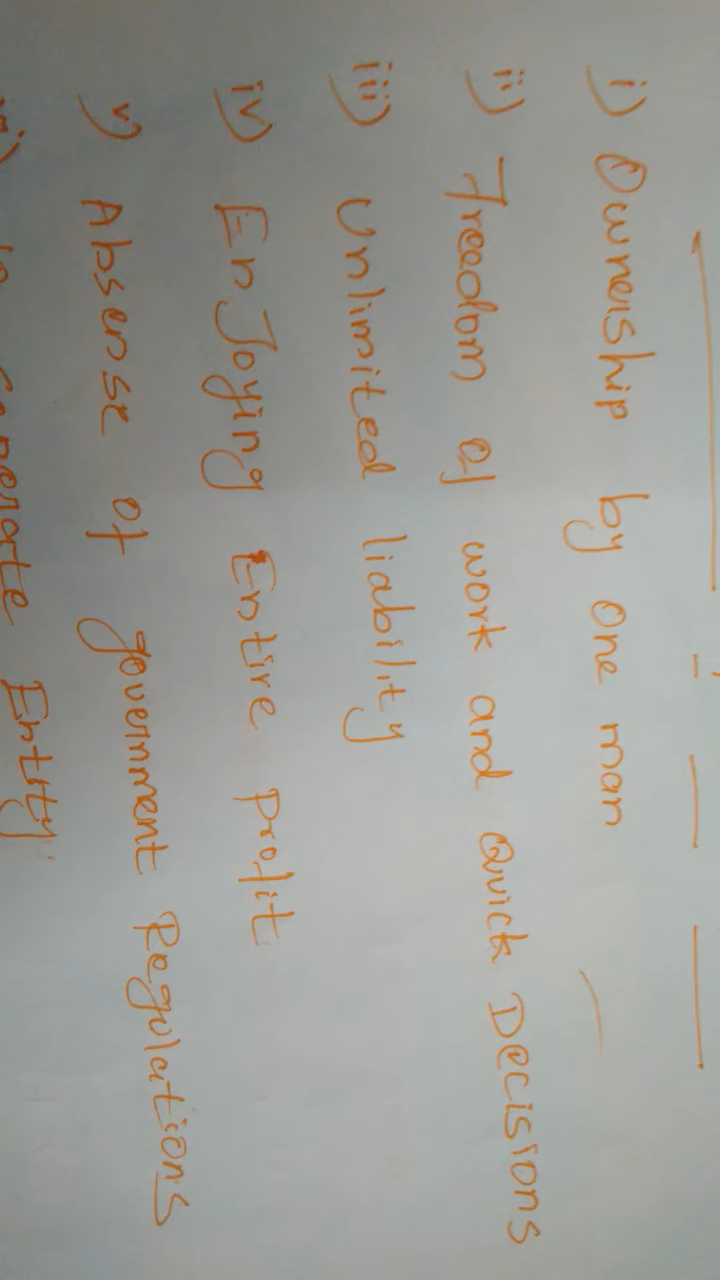 i) Ownership by one man
ii) Freedom of work and Quick Decisions
iii) Unlimited liability
iv) EnJoying Entire Profit
v) Absense of government Regulations
Entity